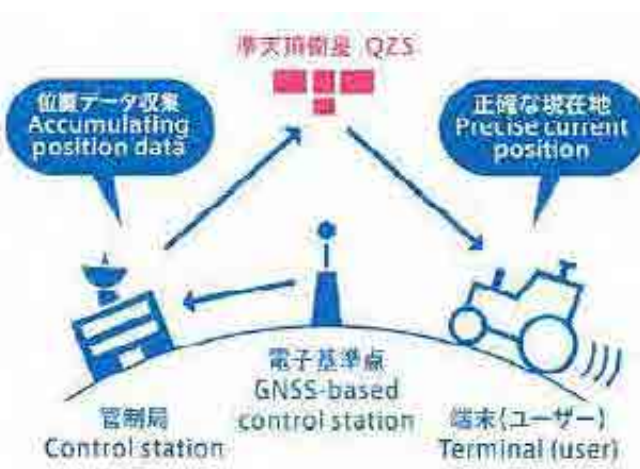 準天頂衛星 QZS
位置データ収集
Accumulating
position data
正確な現在地
Precise current
position
電子基準点
GNSS-based
control station
管制局
Control station
端末(ユーザー)
Terminal (user)